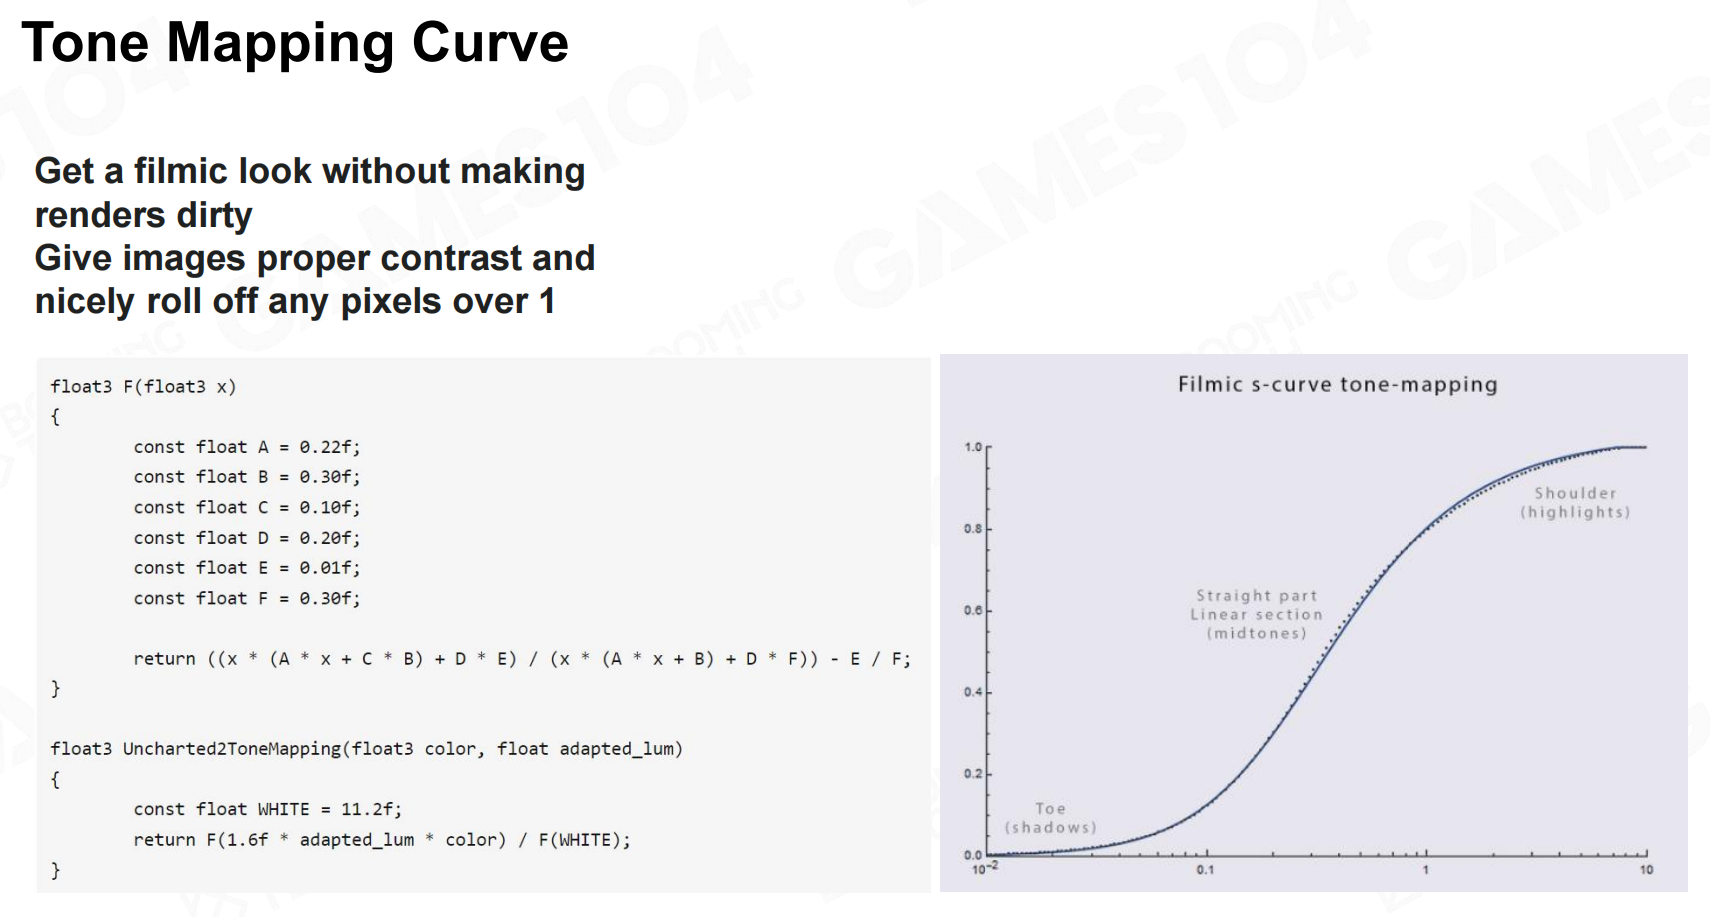 Tone Mapping Curve
Get a filmic look without making
renders dirty
Give images proper contrast and
nicely roll off any pixels over 1
float3 F(float3 x)
{
const float A = 0.22f;
const float B = 0.30f;
const float C = 0.10f;
const float D = 0.20f;
const float E = 0.01f;
const float F = 0.30f;
return ((x * (A * x + C * B) + D * E) / (x * (A * x + B) + D * F)) - E / F;
}
float3 Uncharted2ToneMapping(float3 color, float adapted_lum)
{
const float WHITE = 11.2f;
return F(1.6f * adapted_lum * color) / F(WHITE);
}
Filmic s-curve tone-mapping
1.0
Shoulder
(highlights)
0.8
Straight part
Linear section
(midtones)
0.6
0.4
0.2
Toe
(shadows)
0.0
10-2
0.1
1
10
GAMES104
GAMES104
GAMES
104